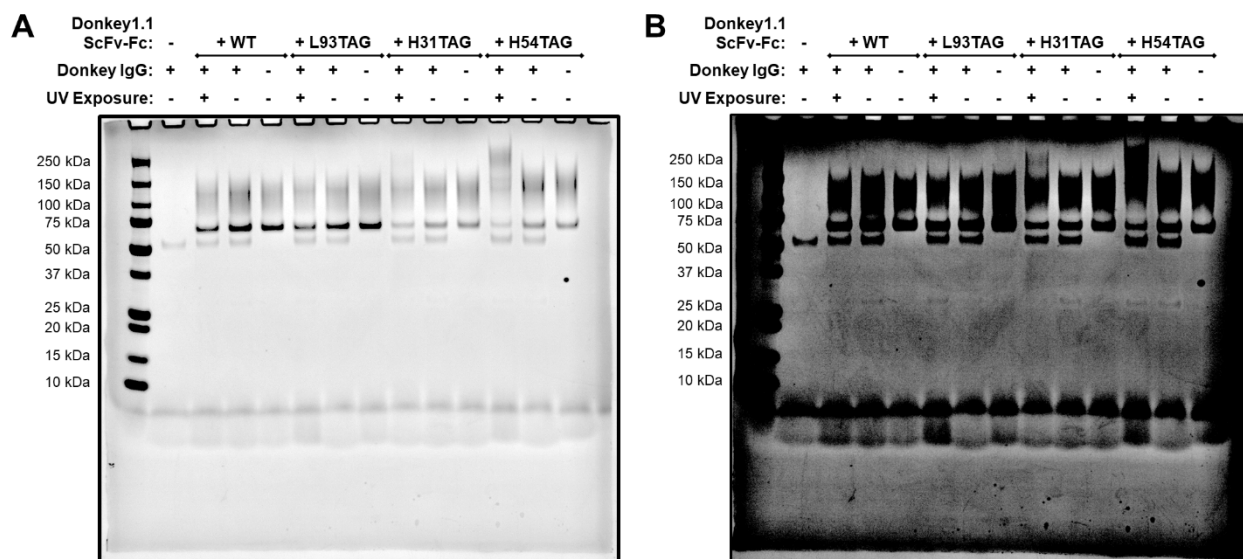 A
Donkey1.1
ScFv-Fc: - + WT + L93TAG + H31TAG + H54TAG
Donkey IgG: + + + - + + - + + - + + -
UV Exposure: - + - - + - - + - - + - -
250 kDa
150 kDa
100 kDa
75 kDa
50 kDa
37 kDa
25 kDa
20 kDa
15 kDa
10 kDa
B
Donkey1.1
ScFv-Fc: - + WT + L93TAG + H31TAG + H54TAG
Donkey IgG: + + + - + + - + + - + + -
UV Exposure: - + - - + - - + - - + - -
250 kDa
150 kDa
100 kDa
75 kDa
50 kDa
37 kDa
25 kDa
20 kDa
15 kDa
10 kDa